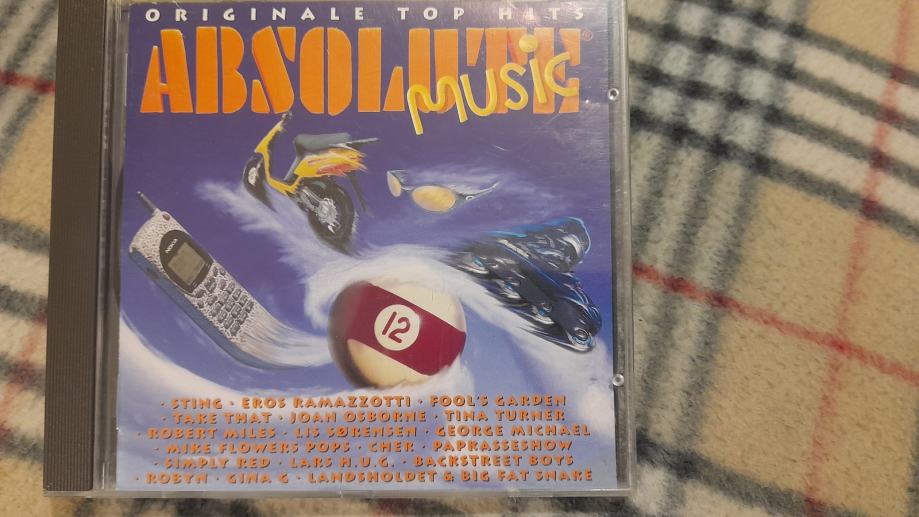 ORIGINALE TOP HITS
ABSOLUTE®
MUSIC
NOKIA
12
· STING · EROS RAMAZZOTTI · FOOL'S GARDEN
· TAKE THAT · JOAN OSBORNE · TINA TURNER
· ROBERT MILES · LIS SØRENSEN · GEORGE MICHAEL
· MIKE FLOWERS POPS · CHER · PAPRASSESHOW
· SIMPLY RED · LARS H.U.G. · BACKSTREET BOYS
· ROBYN · GINA G · LANDSHOLDET & BIG FAT SNAKE